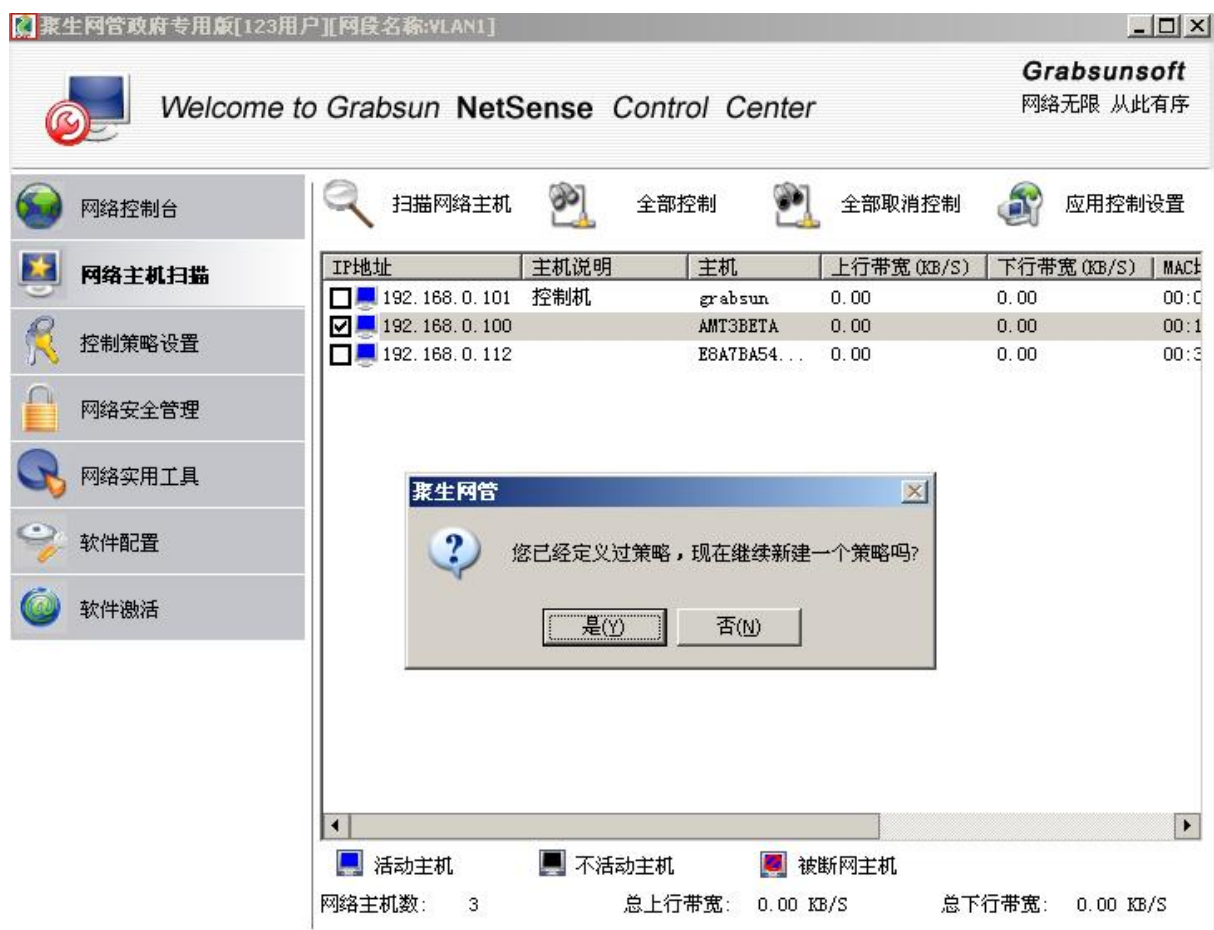 聚生网管政府专用版[123用户][网段名称:VLAN1]
Grabsunsoft
Welcome to Grabsun NetSense Control Center
网络无限 从此有序
网络控制台
网络主机扫描
控制策略设置
网络安全管理
网络实用工具
软件配置
软件激活
扫描网络主机 全部控制 全部取消控制 应用控制设置
IP地址 主机说明 主机 上行带宽(KB/S) 下行带宽(KB/S)
192.168.0.101 控制机 grabsun 0.00 0.00 00:
192.168.0.100 AMT3BETA 0.00 0.00 00:1
192.168.0.112 E8A7BA54... 0.00 0.00 00:3
聚生网管
您已经定义过策略，现在继续新建一个策略吗?
是(Y) 否(N)
活动主机 不活动主机 被断网主机
网络主机数: 3 总上行带宽: 0.00 KB/S 总下行带宽: 0.00 KB/S